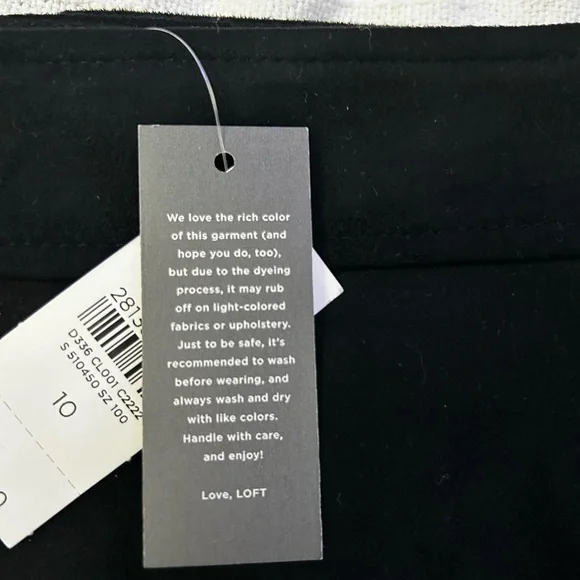 We love the rich color
of this garment (and
hope you do, too),
but due to the dyeing
process, it may rub
off on light-colored
fabrics or upholstery.
Just to be safe, it's
recommended to wash
before wearing, and
always wash and dry
with like colors.
Handle with care,
and enjoy!
Love, LOFT
D336 CL001 C2222
S 510450 SZ 100
10